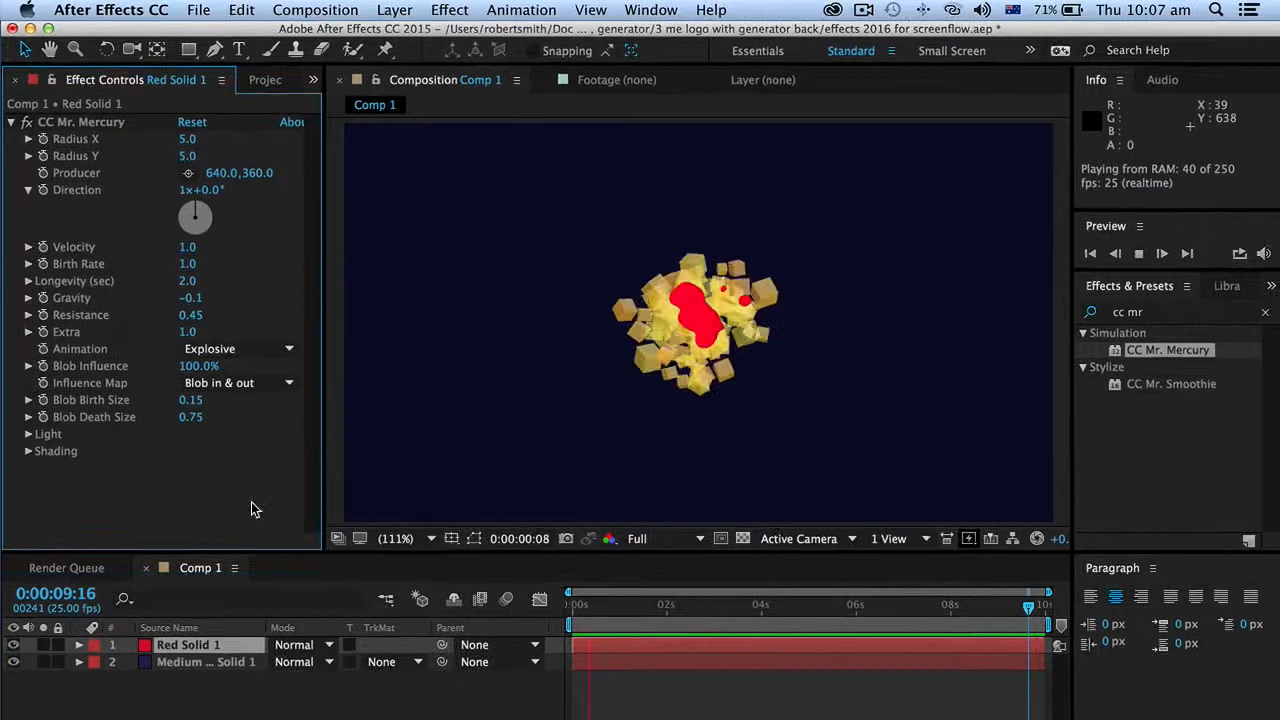 After Effects CC File Edit Composition Layer Effect Animation View Window Help 71% Thu 10:07 am
Adobe After Effects CC 2015 - /Users/robertsmith/Doc ... , generator/3 me logo with generator back/effects 2016 for screenflow.aep *
T Snapping Essentials Standard Small Screen Search Help
Effect Controls Red Solid 1 Projec
Composition Comp 1 Footage (none) Layer (none)
Info Audio
Comp 1 • Red Solid 1
Comp 1
R : X : 39
G : Y : 638
B :
A : 0
fx CC Mr. Mercury Reset Abou
Radius X 5.0
Radius Y 5.0
Producer 640.0,360.0
Direction 1x+0.0°
Velocity 1.0
Birth Rate 1.0
Longevity (sec) 2.0
Gravity -0.1
Resistance 0.45
Extra 1.0
Animation Explosive
Blob Influence 100.0%
Influence Map Blob in & out
Blob Birth Size 0.15
Blob Death Size 0.75
Light
Shading
Playing from RAM: 40 of 250
fps: 25 (realtime)
Preview
Effects & Presets Libra
cc mr
Simulation
32 CC Mr. Mercury
Stylize
16 CC Mr. Smoothie
(111%) 0:00:00:08 Full Active Camera 1 View +0.
Render Queue Comp 1
Paragraph
0:00:09:16
00241 (25.00 fps)
:00s 02s 04s 06s 08s 10s
# Source Name Mode T TrkMat Parent
1 Red Solid 1 Normal None
2 Medium ... Solid 1 Normal None None
0 px 0 px 0 px
0 px 0 px